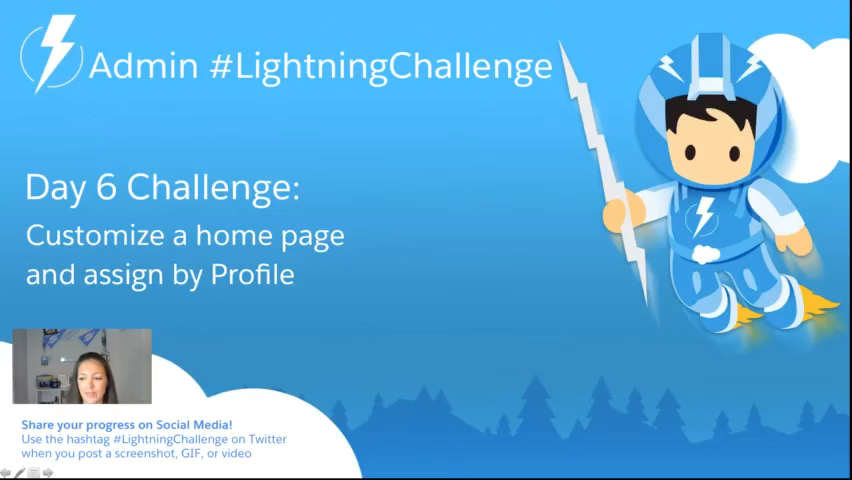 Admin #LightningChallenge
Day 6 Challenge:
Customize a home page
and assign by Profile
Share your progress on Social Media!
Use the hashtag #LightningChallenge on Twitter
when you post a screenshot, GIF, or video